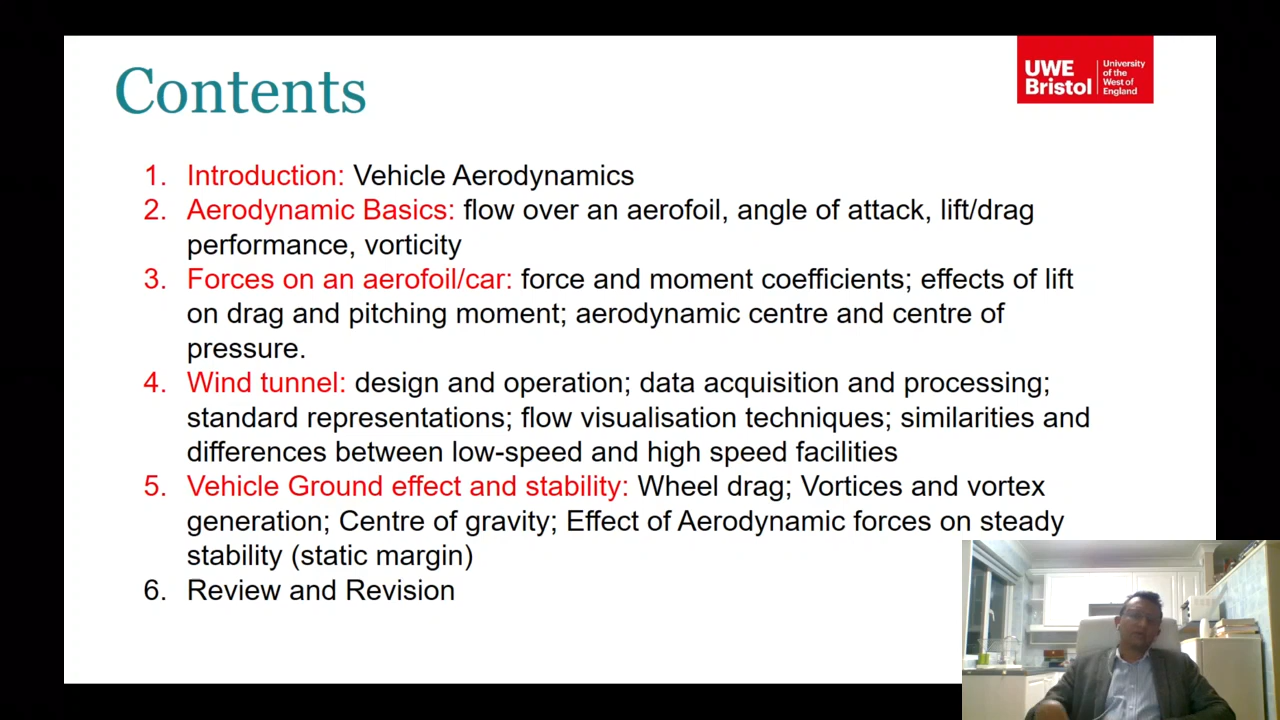 Contents
UWE
Bristol
University
of the
West of
England
1. Introduction: Vehicle Aerodynamics
2. Aerodynamic Basics: flow over an aerofoil, angle of attack, lift/drag
performance, vorticity
3. Forces on an aerofoil/car: force and moment coefficients; effects of lift
on drag and pitching moment; aerodynamic centre and centre of
pressure.
4. Wind tunnel: design and operation; data acquisition and processing;
standard representations; flow visualisation techniques; similarities and
differences between low-speed and high speed facilities
5. Vehicle Ground effect and stability: Wheel drag; Vortices and vortex
generation; Centre of gravity; Effect of Aerodynamic forces on steady
stability (static margin)
6. Review and Revision